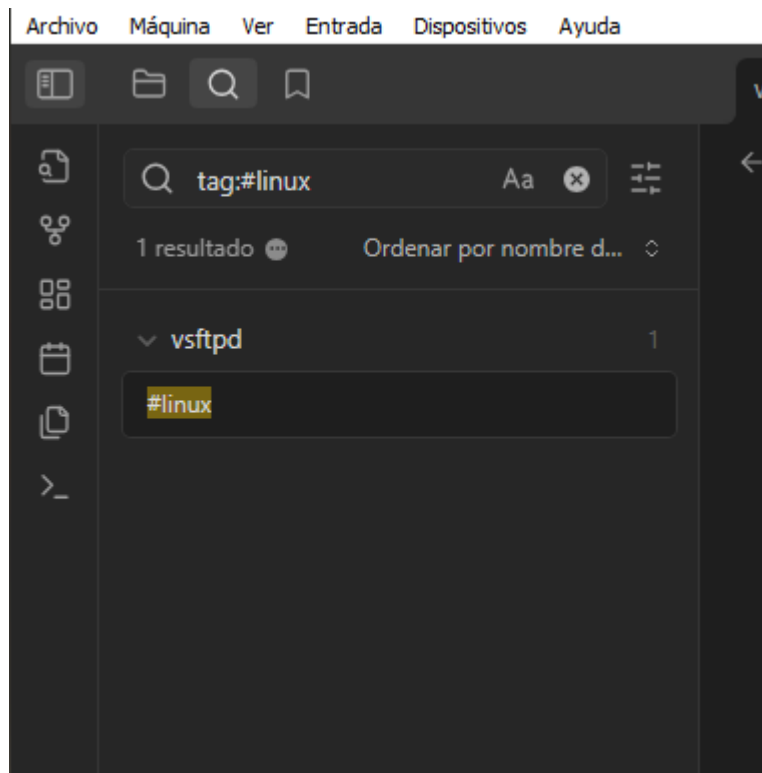 Archivo Máquina Ver Entrada Dispositivos Ayuda
tag:#linux Aa
1 resultado Ordenar por nombre d...
vsftpd 1
#linux